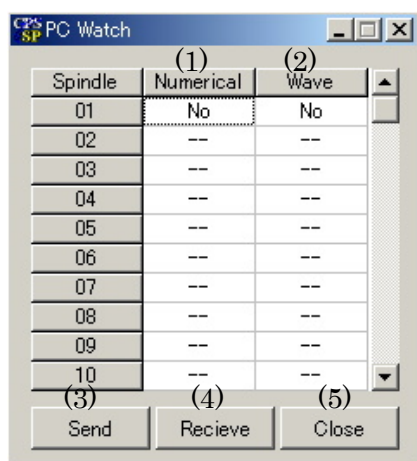 CPS SP PC Watch
(1) (2)
Spindle Numerical Wave
01 No No
02 -- --
03 -- --
04 -- --
05 -- --
06 -- --
07 -- --
08 -- --
09 -- --
10 -- --
(3) (4) (5)
Send Recieve Close